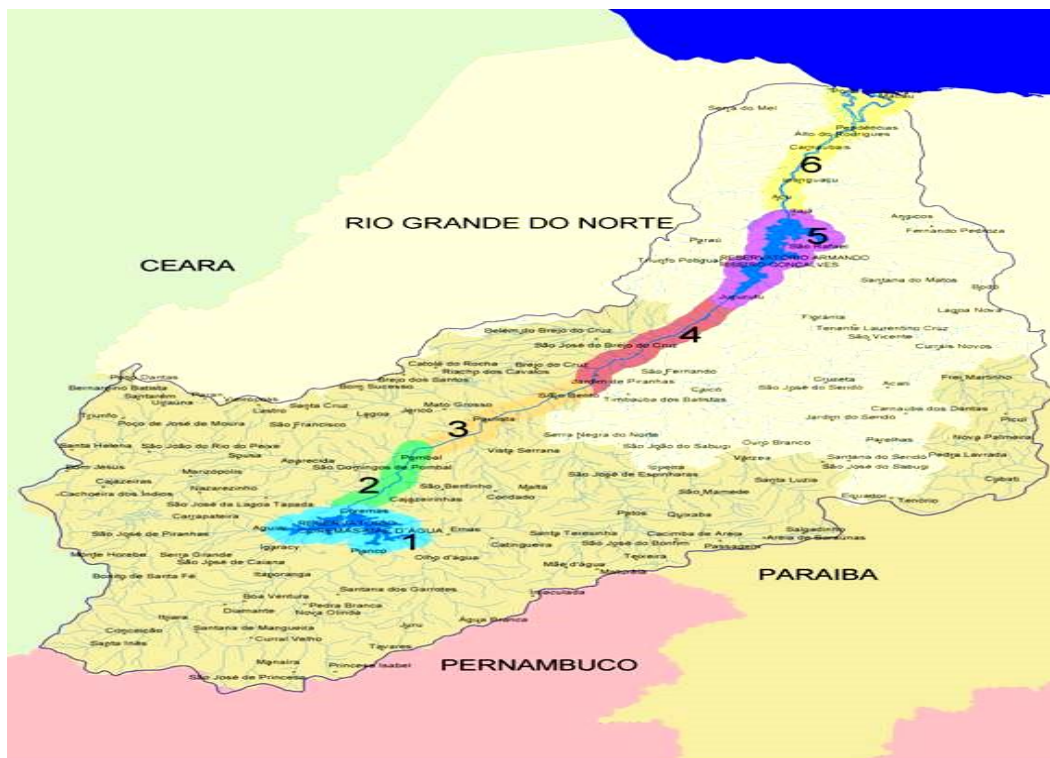 Serra do Mel
Macau
Pendências
Alto do Rodrigues
Carnaubais
6
Ipanguaçu
Açu
Itajá
RIO GRANDE DO NORTE
Angicos
Fernando Pedroza
5
Paraú
São Rafael
CEARA
Triunfo Potiguar
RESERVATORIO ARMANDO
RIBEIRO GONCALVES
Santana do Matos
Bodó
Jucurutu
Lagoa Nova
Florânia
Tenente Laurentino Cruz
São Vicente
Currais Novos
Belém do Brejo do Cruz
4
São José do Brejo do Cruz
Catolé do Rocha
Brejo do Cruz
Riacho dos Cavalos
São Fernando
Brejo dos Santos
Jardim de Piranhas
Caicó
Cruzeta
Acari
Frei Martinho
Poço Dantas
Bernardino Batista
Santarém
Uiraúna
Vieirópolis
Bom Sucesso
São José do Seridó
Timbaúba dos Batistas
São Bento
Mato Grosso
Jericó
Lagoa
Santa Cruz
Lastro
Triunfo
Poço de José de Moura
São Francisco
3
Paulista
Carnauba dos Dantas
Jardim do Seridó
Picuí
Santa Helena
São João do Rio do Peixe
Sousa
Aparecida
Pombal
São Domingos de Pombal
Vista Serrana
Serra Negra do Norte
São João do Sabugi
Ouro Branco
Parelhas
Nova Palmeira
Bom Jesus
Marizópolis
Ipueira
Várzea
Santana do Seridó
São José do Sabugi
Pedra Lavrada
Cajazeiras
Nazarezinho
2
São Bentinho
Malta
São José de Espinharas
Santa Luzia
Cubati
Cachoeira dos Índios
São José da Lagoa Tapada
Cajazeirinhas
Condado
São Mamede
Equador
Tenório
Carrapateira
Coremas
Patos
Quixaba
São José de Piranhas
Aguiar
RESERVATORIO
COREMAS MAE D'AGUA
1
Emas
Santa Teresinha
Cacimba de Areia
Salgadinho
Areia de Baraúnas
Monte Horebe
Serra Grande
Igaracy
Piancó
Olho d'água
Catingueira
São José do Bonfim
Passagem
São José de Caiana
Teixeira
Bonito de Santa Fé
Itaporanga
Mãe d'água
Maturéia
PARAIBA
Boa Ventura
Santana dos Garrotes
Imaculada
Diamante
Pedra Branca
Nova Olinda
Ibiara
Juru
Água Branca
Conceição
Santana de Mangueira
Santa Inês
Curral Velho
Tavares
Manaíra
Princesa Isabel
PERNAMBUCO
São José de Princesa